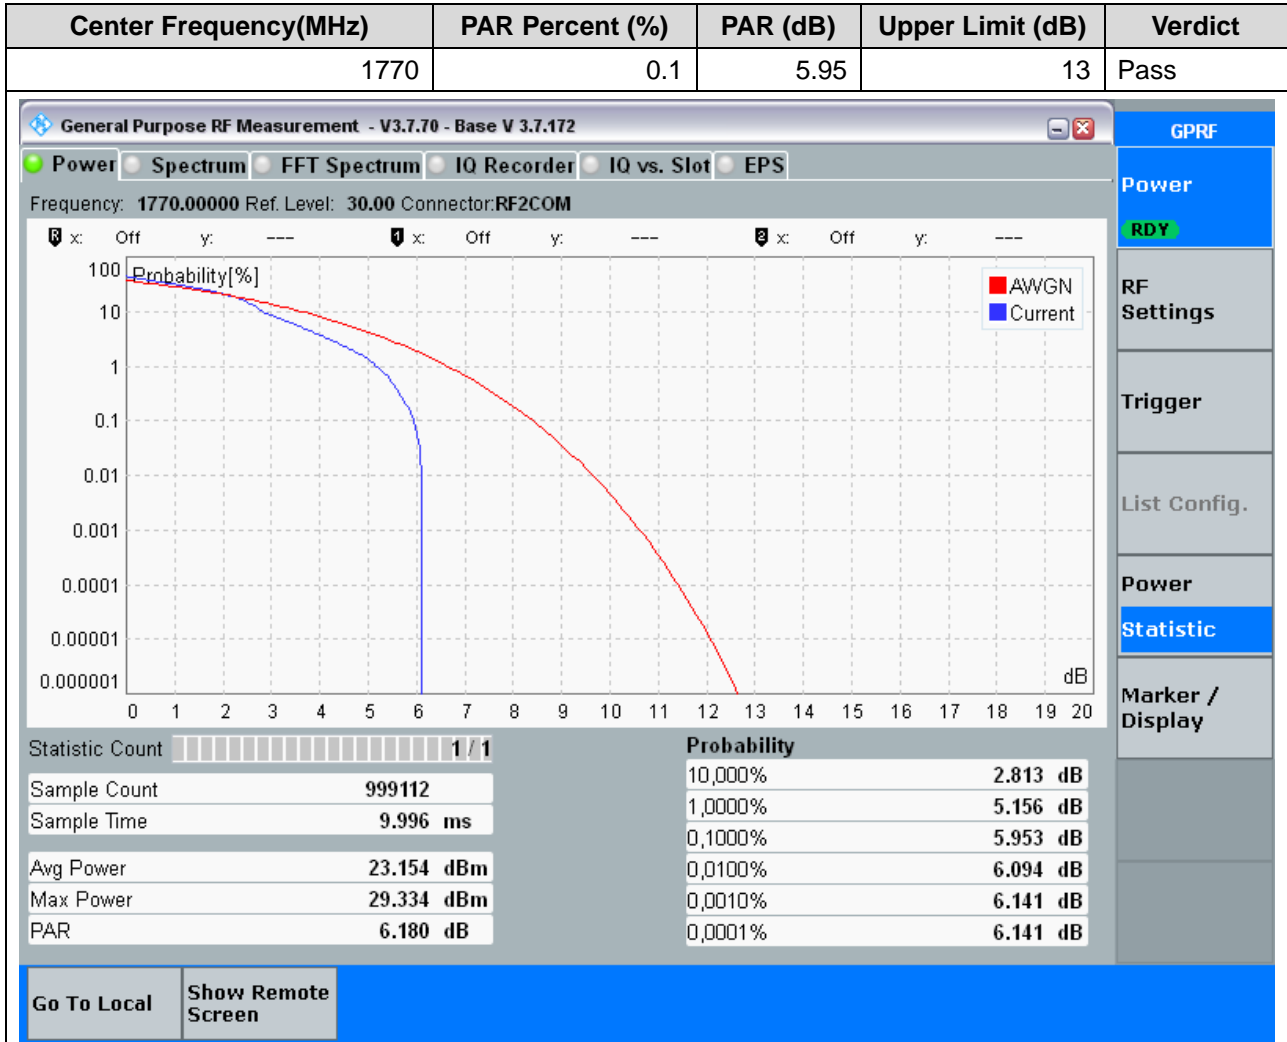 Center Frequency(MHz) PAR Percent (%) PAR (dB) Upper Limit (dB) Verdict
1770 0.1 5.95 13 Pass
General Purpose RF Measurement - V3.7.70 - Base V 3.7.172
GPRF
Power Spectrum FFT Spectrum IQ Recorder IQ vs. Slot EPS
Frequency: 1770.00000 Ref. Level: 30.00 Connector:RF2COM
R x: Off y: --- 1 x: Off y: --- 2 x: Off y: ---
Probability[%]
AWGN
Current
100
10
1
0.1
0.01
0.001
0.0001
0.00001
0.000001
dB
0 1 2 3 4 5 6 7 8 9 10 11 12 13 14 15 16 17 18 19 20
Statistic Count 1 / 1
Sample Count 999112
Sample Time 9.996 ms
Avg Power 23.154 dBm
Max Power 29.334 dBm
PAR 6.180 dB
Probability
10,000% 2.813 dB
1,0000% 5.156 dB
0,1000% 5.953 dB
0,0100% 6.094 dB
0,0010% 6.141 dB
0,0001% 6.141 dB
Power
RDY
RF
Settings
Trigger
List Config.
Power
Statistic
Marker /
Display
Go To Local
Show Remote
Screen